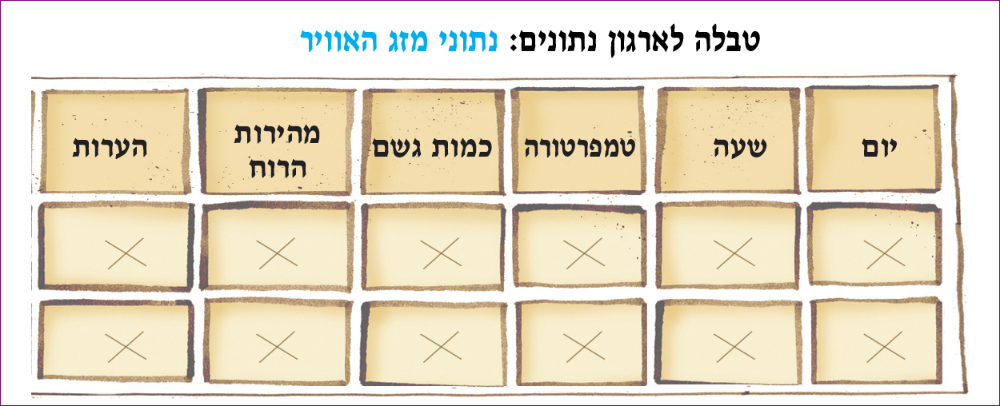 טבלה לארגון נתונים: נתוני מזג האוויר
יום
שעה
טמפרטורה
כמות גשם
מהירות
הרוח
הערות